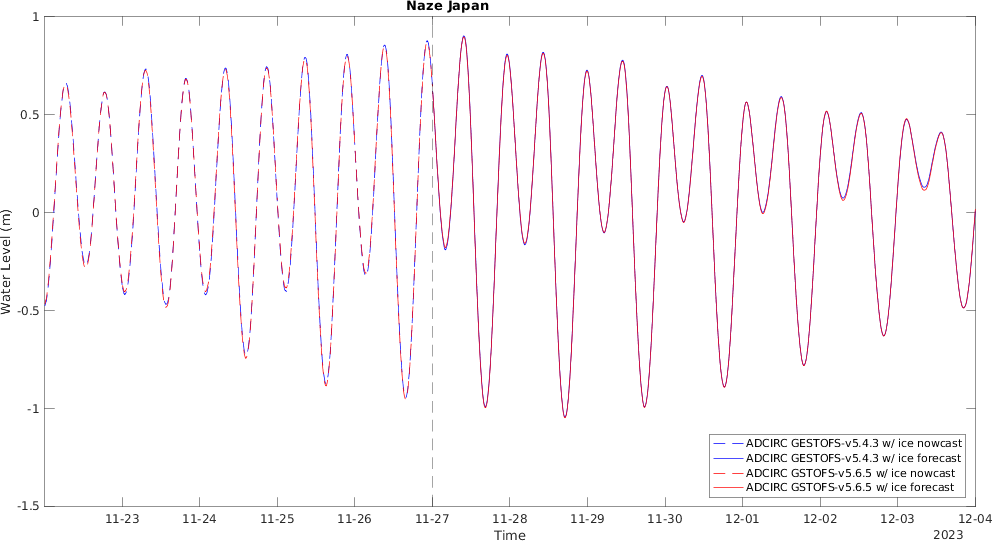 Naze Japan
1
0.5
0
-0.5
-1
-1.5
Water Level (m)
ADCIRC GESTOFS-v5.4.3 w/ ice nowcast
ADCIRC GESTOFS-v5.4.3 w/ ice forecast
ADCIRC GSTOFS-v5.6.5 w/ ice nowcast
ADCIRC GSTOFS-v5.6.5 w/ ice forecast
11-23 11-24 11-25 11-26 11-27 11-28 11-29 11-30 12-01 12-02 12-03 12-04
Time
2023